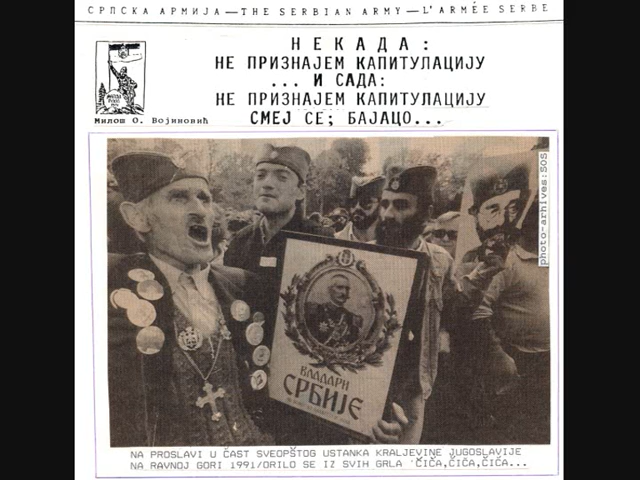 СРПСКА АРМИЈА—THE SERBIAN ARMY—L'ARMÉE SERBE
НЕКАДА:
НЕ ПРИЗНАЈЕМ КАПИТУЛАЦИЈУ
... И САДА:
НЕ ПРИЗНАЈЕМ КАПИТУЛАЦИЈУ
СМЕЈ СЕ; БАЈАЦО...
Милош О. Војиновић
photo-arhives:SOS
ВЛАДАРИ
СРБИЈЕ
NA PROSLAVI U ČAST SVEOPŠTOG USTANKA KRALJEVINE JUGOSLAVIJE
NA RAVNOJ GORI 1991/ORILO SE IZ SVIH GRLA 'ČIČA,ČIČA,ČIČA...